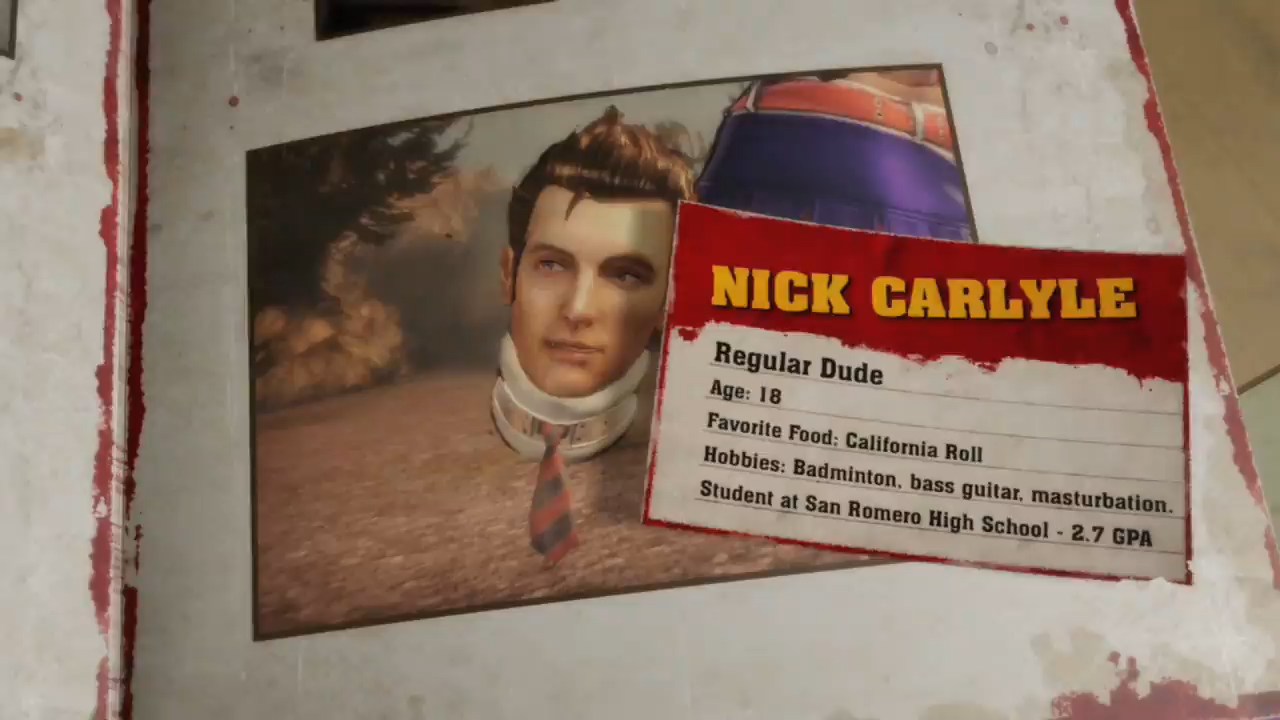 NICK CARLYLE
Regular Dude
Age: 18
Favorite Food: California Roll
Hobbies: Badminton, bass guitar, masturbation.
Student at San Romero High School - 2.7 GPA